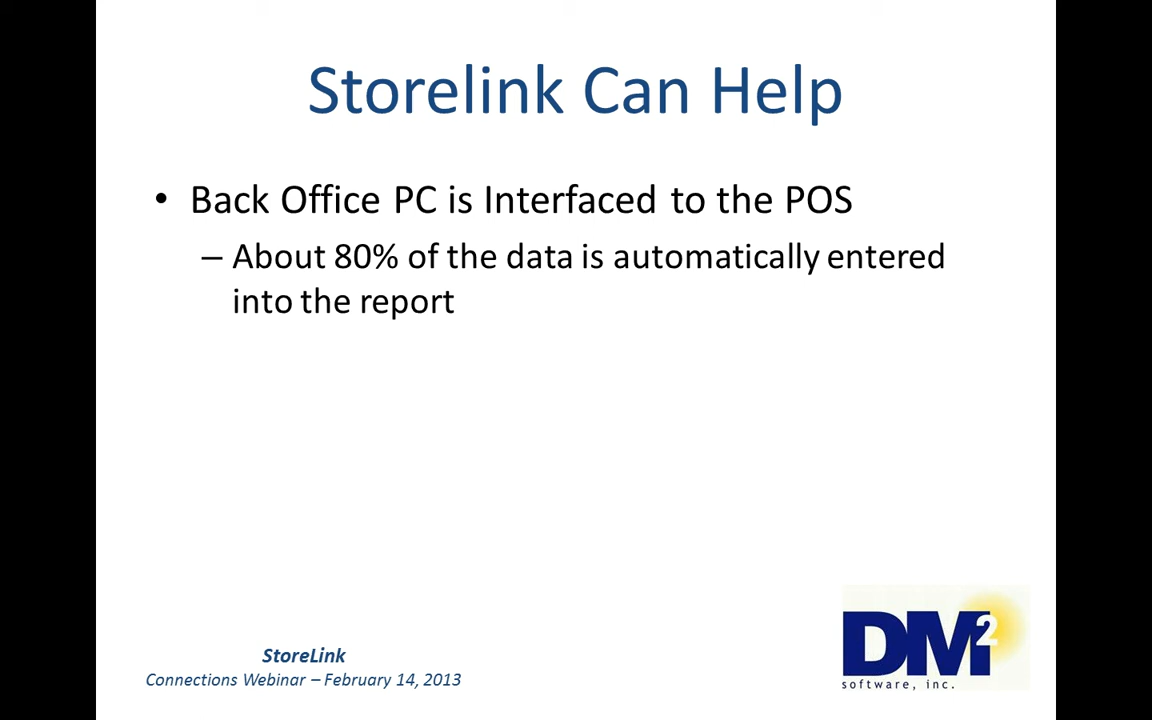 Storelink Can Help
• Back Office PC is Interfaced to the POS
– About 80% of the data is automatically entered
into the report
StoreLink
Connections Webinar – February 14, 2013
DM2
software, inc.